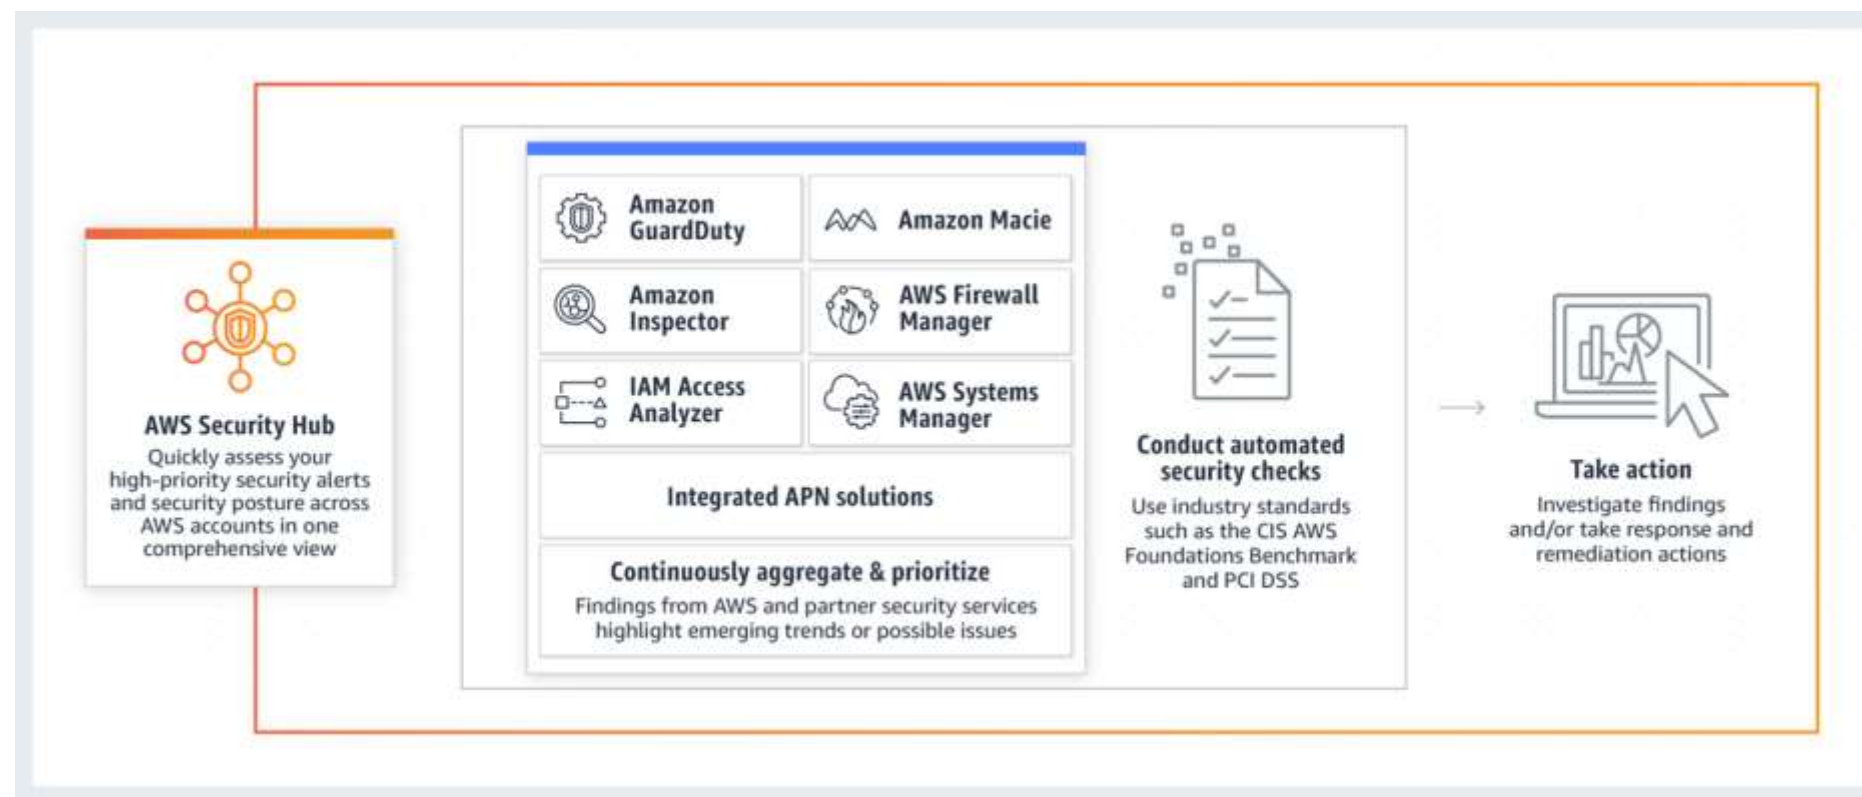 AWS Security Hub
Quickly assess your
high-priority security alerts
and security posture across
AWS accounts in one
comprehensive view
Amazon
GuardDuty
Amazon Macie
Amazon
Inspector
AWS Firewall
Manager
IAM Access
Analyzer
AWS Systems
Manager
Integrated APN solutions
Continuously aggregate & prioritize
Findings from AWS and partner security services
highlight emerging trends or possible issues
Conduct automated
security checks
Use industry standards
such as the CIS AWS
Foundations Benchmark
and PCI DSS
Take action
Investigate findings
and/or take response and
remediation actions